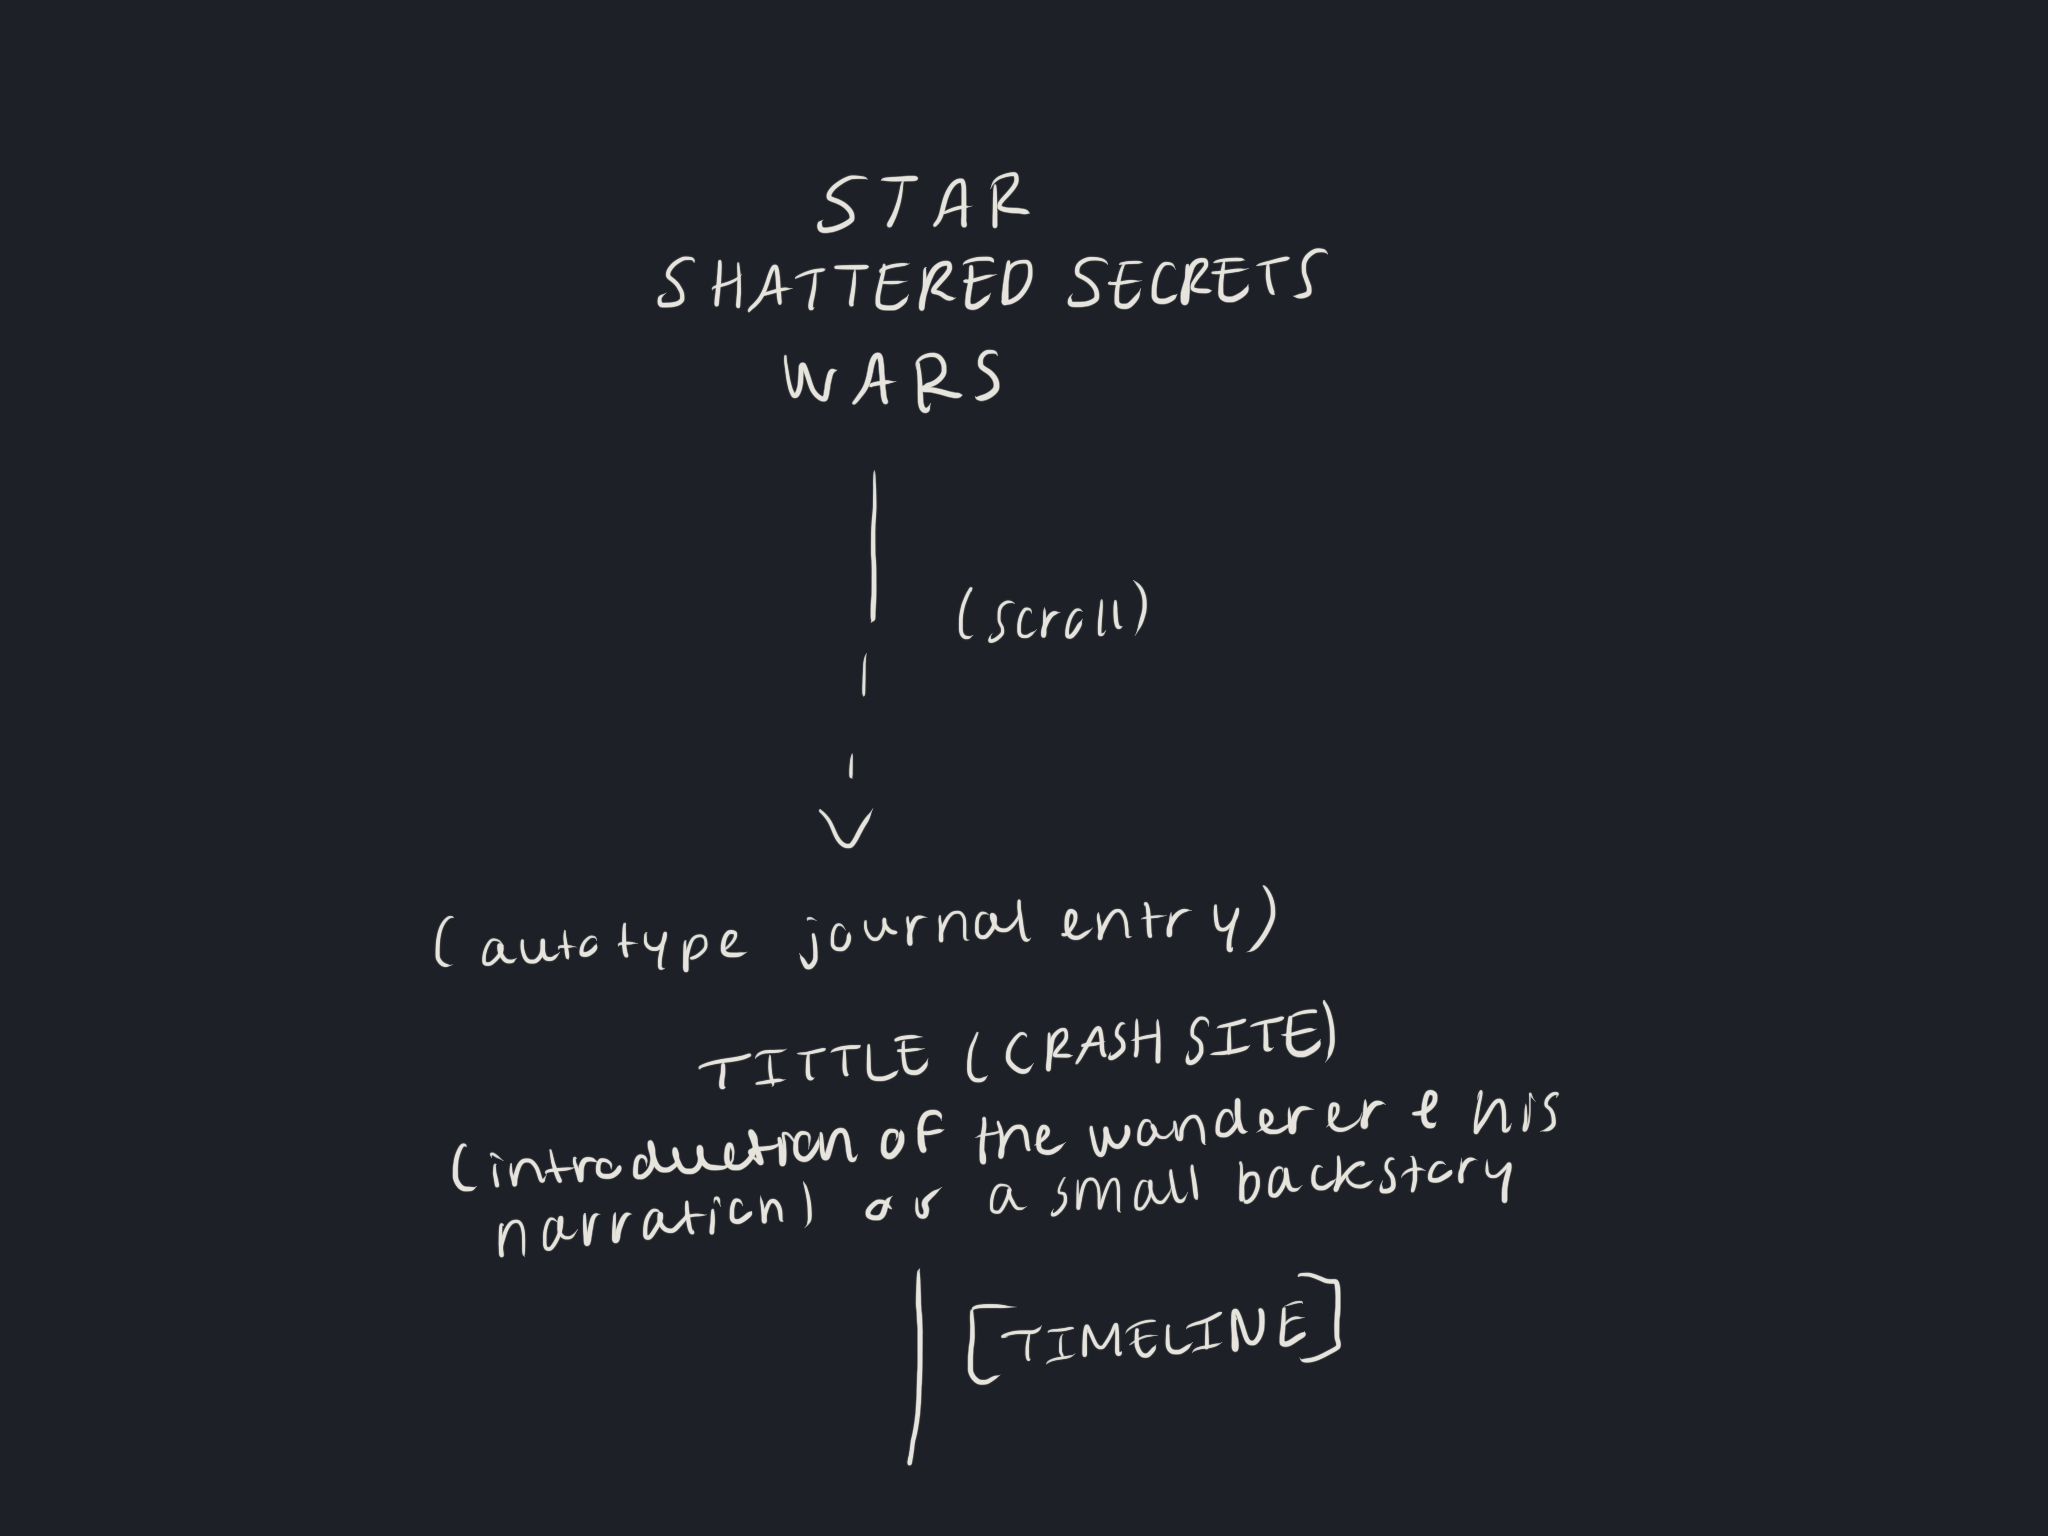 STAR
SHATTERED SECRETS
WARS
(scroll)
(autotype journal entry)
TITTLE (CRASH SITE)
(introduction of the wanderer & his
narration) or a small backstory
[TIMELINE]